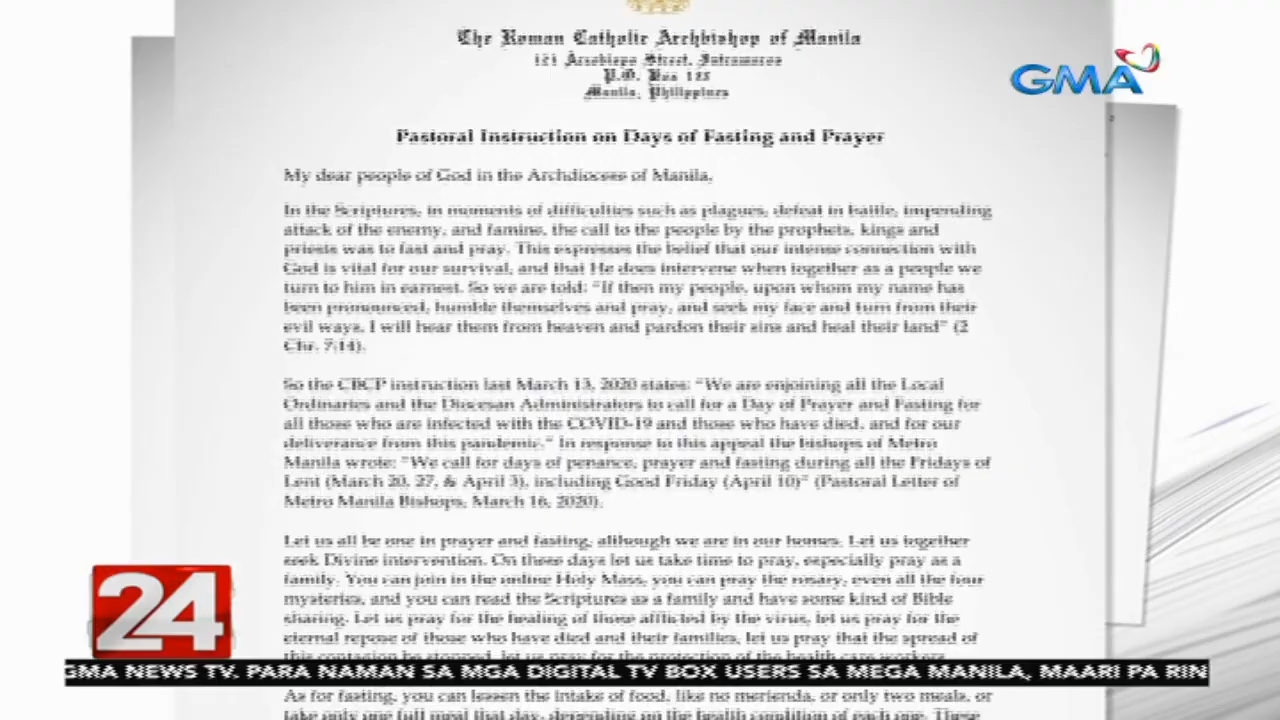 The Roman Catholic Archbishop of Manila
121 Arzobispo Street, Intramuros
P.O. Box 132
Manila, Philippines
GMA
Pastoral Instruction on Days of Fasting and Prayer
My dear people of God in the Archdiocese of Manila,
In the Scriptures, in moments of difficulties such as plagues, defeat in battle, impending
attack of the enemy, and famine, the call to the people by the prophets, kings and
priests was to fast and pray. This expresses the belief that our intense connection with
God is vital for our survival, and that He does intervene when together as a people we
turn to him in earnest. So we are told: "If then my people, upon whom my name has
been pronounced, humble themselves and pray, and seek my face and turn from their
evil ways, I will hear them from heaven and pardon their sins and heal their land" (2
Chr. 7:14).
So the CBCP instruction last March 13, 2020 states: "We are enjoining all the Local
Ordinaries and the Diocesan Administrators to call for a Day of Prayer and Fasting for
all those who are infected with the COVID-19 and those who have died, and for our
deliverance from this pandemic." In response to this appeal the bishops of Metro
Manila wrote: "We call for days of penance, prayer and fasting during all the Fridays of
Lent (March 20, 27, & April 3), including Good Friday (April 10)" (Pastoral Letter of
Metro Manila Bishops, March 16, 2020).
Let us all be one in prayer and fasting, although we are in our homes. Let us together
seek Divine intervention. On these days let us take time to pray, especially pray as a
family. You can join in the online Holy Mass, you can pray the rosary, even all the four
mysteries, and you can read the Scriptures as a family and have some kind of Bible
sharing. Let us pray for the healing of those afflicted by the virus, let us pray for the
eternal repose of those who have died and their families, let us pray that the spread of
this contagion be stopped, let us pray for the protection of the health care workers
24
GMA NEWS TV. PARA NAMAN SA MGA DIGITAL TV BOX USERS SA MEGA MANILA, MAARI PA RIN
As for fasting, you can lessen the intake of food, like no merienda, or only two meals, or
take only one full meal that day, depending on the health condition of each one. These